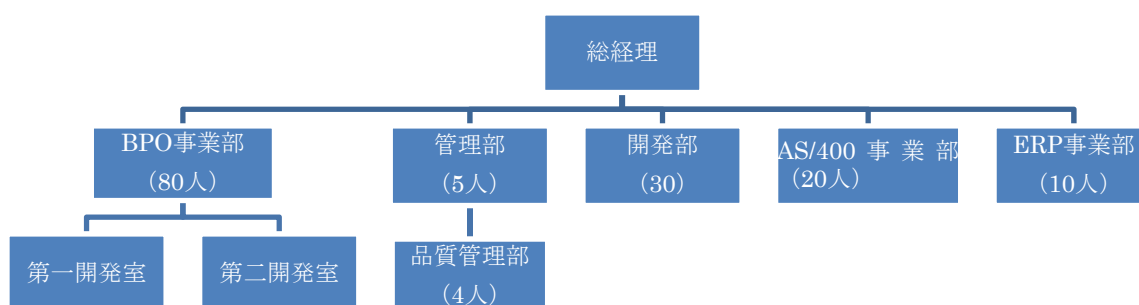 総経理
BPO事業部
（80人）
管理部
（5人）
開発部
（30）
AS/400 事 業 部
（20人）
ERP事業部
（10人）
第一開発室
第二開発室
品質管理部
（4人）